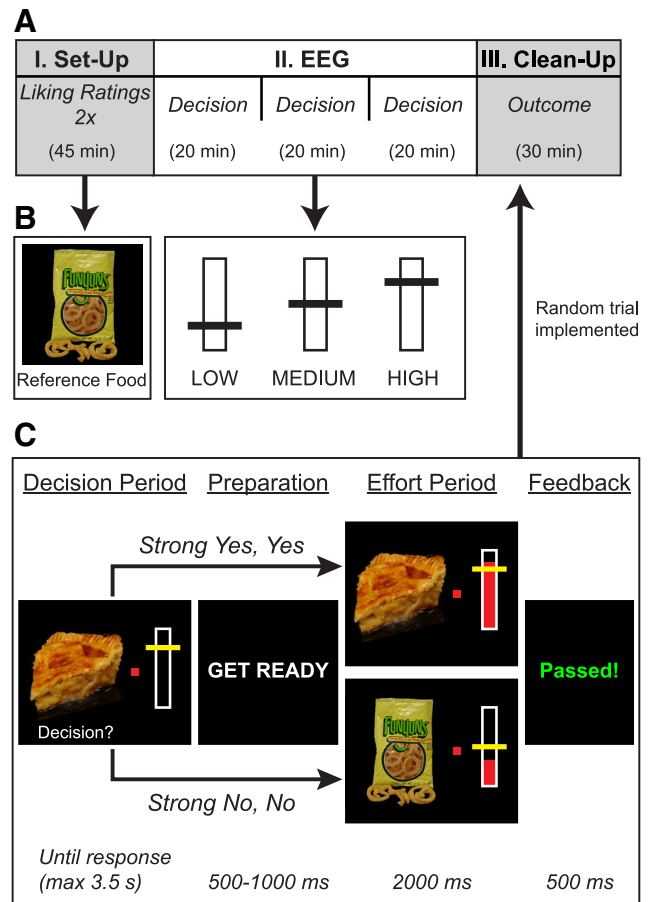 A
I. Set-Up
II. EEG
III. Clean-Up
Liking Ratings
2x
(45 min)
Decision
Decision
Decision
(20 min)
(20 min)
(20 min)
Outcome
(30 min)
B
FUNYUNS
Reference Food
LOW
MEDIUM
HIGH
Random trial
implemented
C
Decision Period
Preparation
Effort Period
Feedback
Strong Yes, Yes
Decision?
GET READY
FUNYUNS
Passed!
Strong No, No
Until response
(max 3.5 s)
500-1000 ms
2000 ms
500 ms